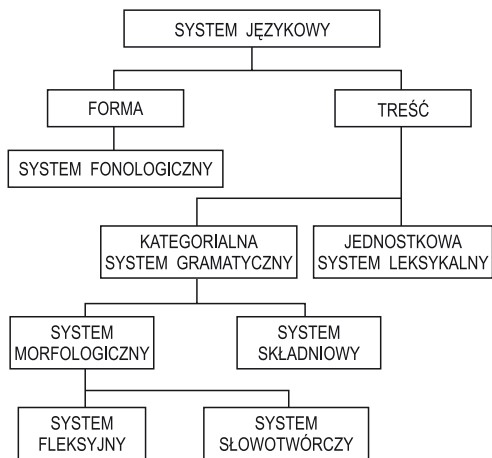 SYSTEM JĘZYKOWY
FORMA
TREŚĆ
SYSTEM FONOLOGICZNY
KATEGORIALNA
SYSTEM GRAMATYCZNY
JEDNOSTKOWA
SYSTEM LEKSYKALNY
SYSTEM
MORFOLOGICZNY
SYSTEM
SKŁADNIOWY
SYSTEM
FLEKSYJNY
SYSTEM
SŁOWOTWÓRCZY